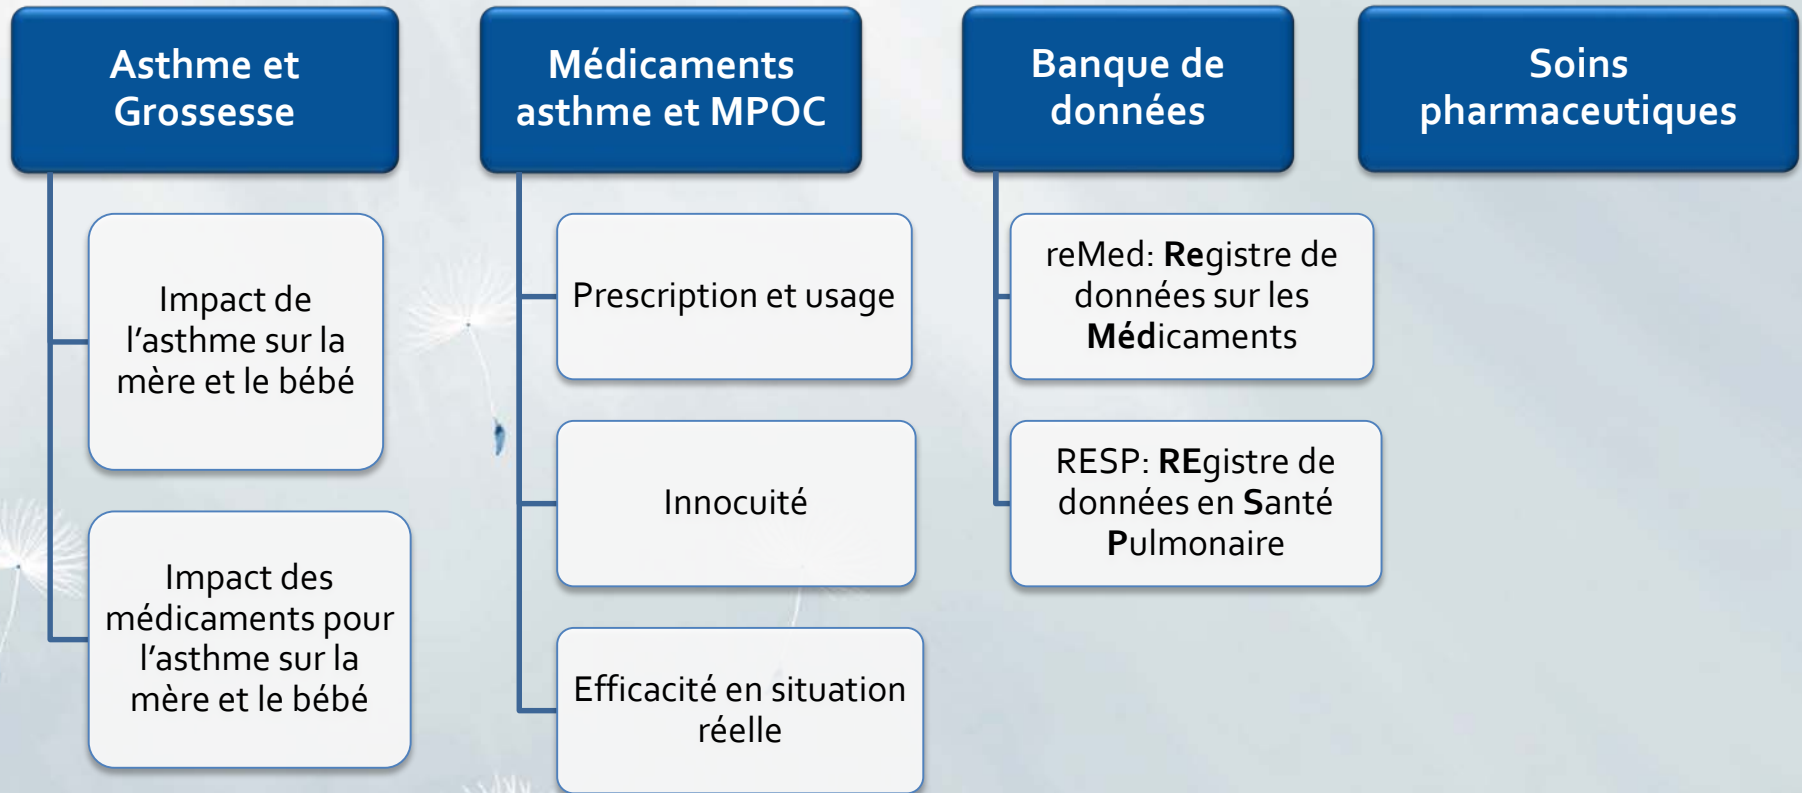 Asthme et
Grossesse
Impact de
l’asthme sur la
mère et le bébé
Impact des
médicaments pour
l’asthme sur la
mère et le bébé
Médicaments
asthme et MPOC
Prescription et usage
Innocuité
Efficacité en situation
réelle
Banque de
données
reMed: Registre de
données sur les
Médicaments
RESP: REgistre de
données en Santé
Pulmonaire
Soins
pharmaceutiques